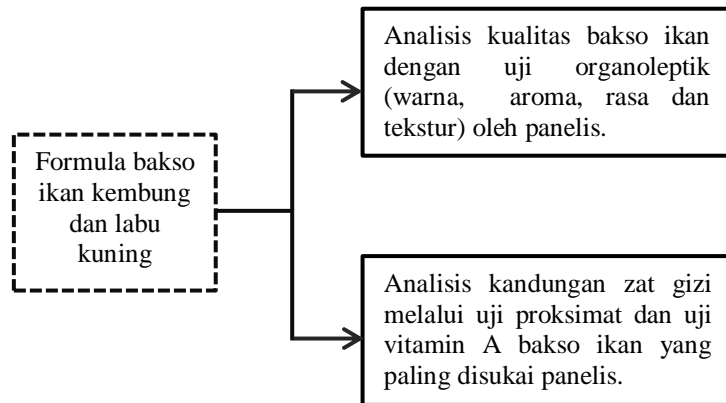 Analisis kualitas bakso ikan
dengan uji organoleptik
(warna, aroma, rasa dan
tekstur) oleh panelis.
Formula bakso
ikan kembung
dan labu
kuning
Analisis kandungan zat gizi
melalui uji proksimat dan uji
vitamin A bakso ikan yang
paling disukai panelis.